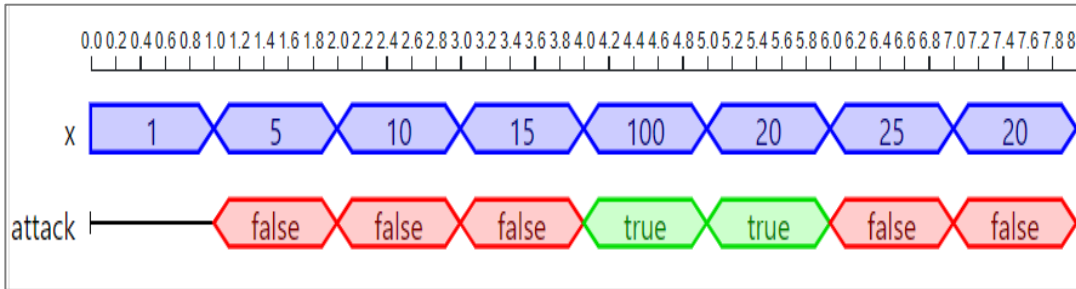 0.0 0.2 0.4 0.6 0.8 1.0 1.2 1.4 1.6 1.8 2.0 2.2 2.4 2.6 2.8 3.0 3.2 3.4 3.6 3.8 4.0 4.2 4.4 4.6 4.8 5.0 5.2 5.4 5.6 5.8 6.0 6.2 6.4 6.6 6.8 7.0 7.2 7.4 7.6 7.8 8
x 1 5 10 15 100 20 25 20
attack false false false true true false false